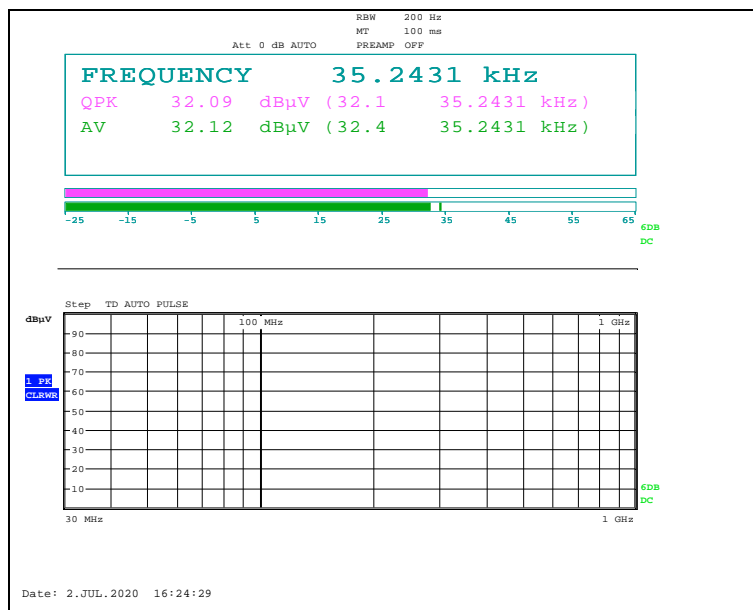 RBW 200 Hz
MT 100 ms
Att 0 dB AUTO PREAMP OFF
FREQUENCY 35.2431 kHz
QPK 32.09 dBµV (32.1 35.2431 kHz)
AV 32.12 dBµV (32.4 35.2431 kHz)
-25 -15 -5 5 15 25 35 45 55 65
6DB
DC
Step TD AUTO PULSE
dBµV
100 MHz 1 GHz
90
80
70
1 PK
CLRWR
60
50
40
30
20
10
6DB
DC
30 MHz 1 GHz
Date: 2.JUL.2020 16:24:29